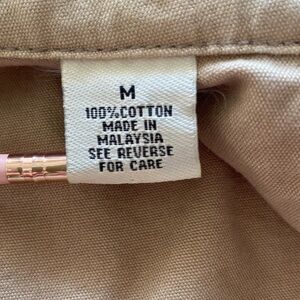 M
100%COTTON
MADE IN
MALAYSIA
SEE REVERSE
FOR CARE